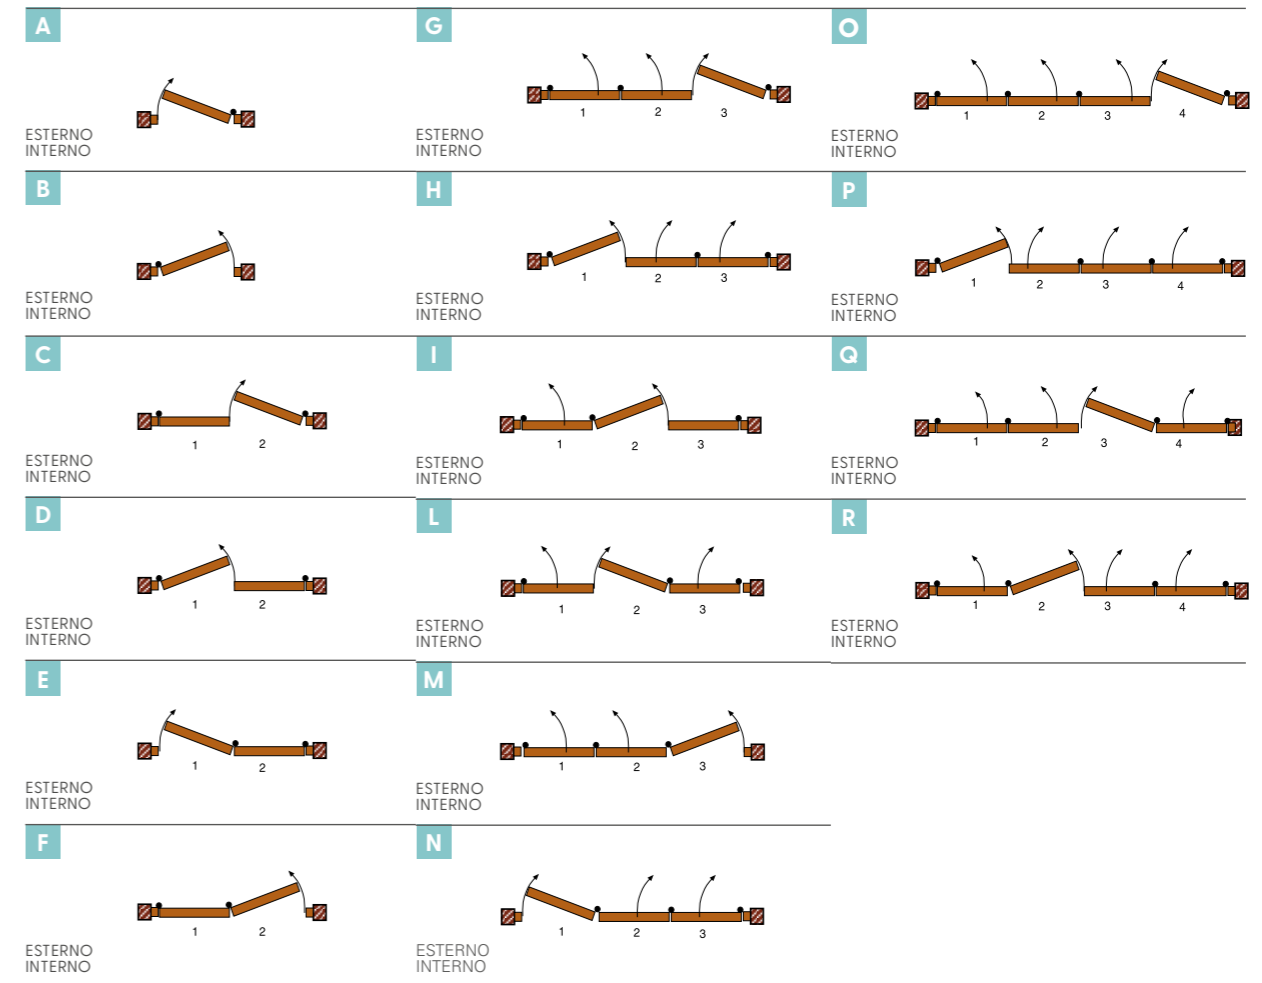 A
ESTERNO
INTERNO
B
ESTERNO
INTERNO
C
1 2
ESTERNO
INTERNO
D
1 2
ESTERNO
INTERNO
E
1 2
ESTERNO
INTERNO
F
1 2
ESTERNO
INTERNO
G
1 2 3
ESTERNO
INTERNO
H
1 2 3
ESTERNO
INTERNO
I
1 2 3
ESTERNO
INTERNO
L
1 2 3
ESTERNO
INTERNO
M
1 2 3
ESTERNO
INTERNO
N
1 2 3
ESTERNO
INTERNO
O
1 2 3 4
ESTERNO
INTERNO
P
1 2 3 4
ESTERNO
INTERNO
Q
1 2 3 4
ESTERNO
INTERNO
R
1 2 3 4
ESTERNO
INTERNO